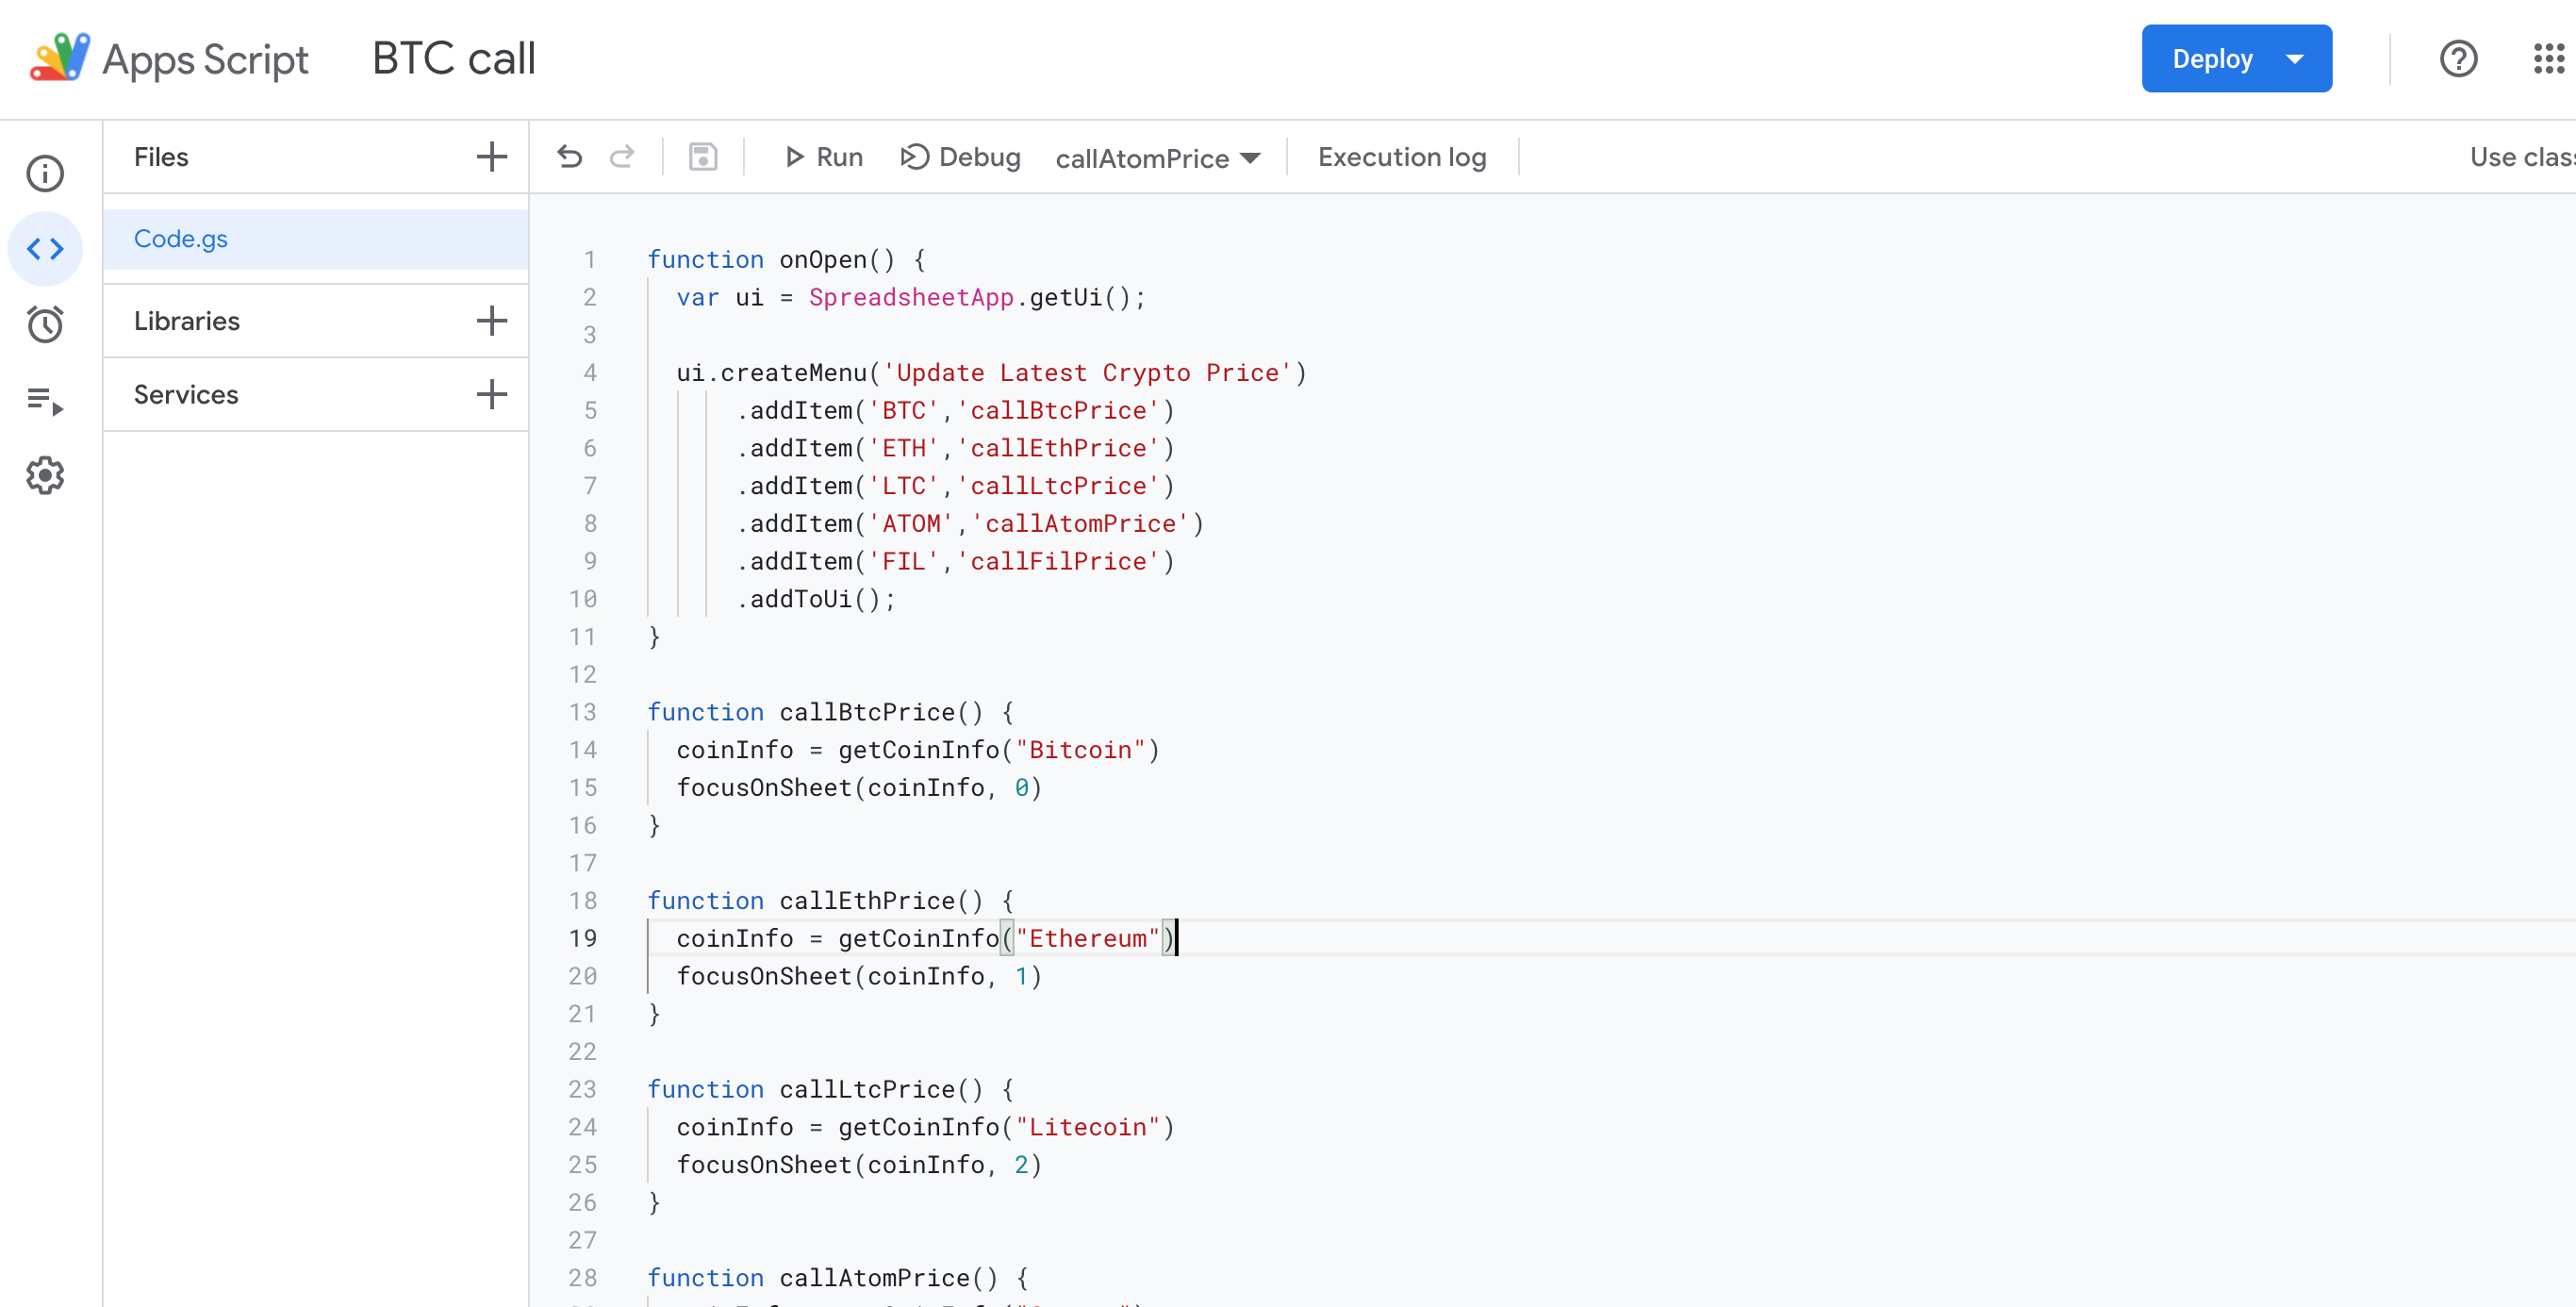 Apps Script BTC call Deploy
Files Run Debug callAtomPrice Execution log Use clas
Code.gs
Libraries
Services
1 function onOpen() {
2 var ui = SpreadsheetApp.getUi();
3
4 ui.createMenu('Update Latest Crypto Price')
5 .addItem('BTC','callBtcPrice')
6 .addItem('ETH','callEthPrice')
7 .addItem('LTC','callLtcPrice')
8 .addItem('ATOM','callAtomPrice')
9 .addItem('FIL','callFilPrice')
10 .addToUi();
11 }
12
13 function callBtcPrice() {
14 coinInfo = getCoinInfo("Bitcoin")
15 focusOnSheet(coinInfo, 0)
16 }
17
18 function callEthPrice() {
19 coinInfo = getCoinInfo("Ethereum")
20 focusOnSheet(coinInfo, 1)
21 }
22
23 function callLtcPrice() {
24 coinInfo = getCoinInfo("Litecoin")
25 focusOnSheet(coinInfo, 2)
26 }
27
28 function callAtomPrice() {